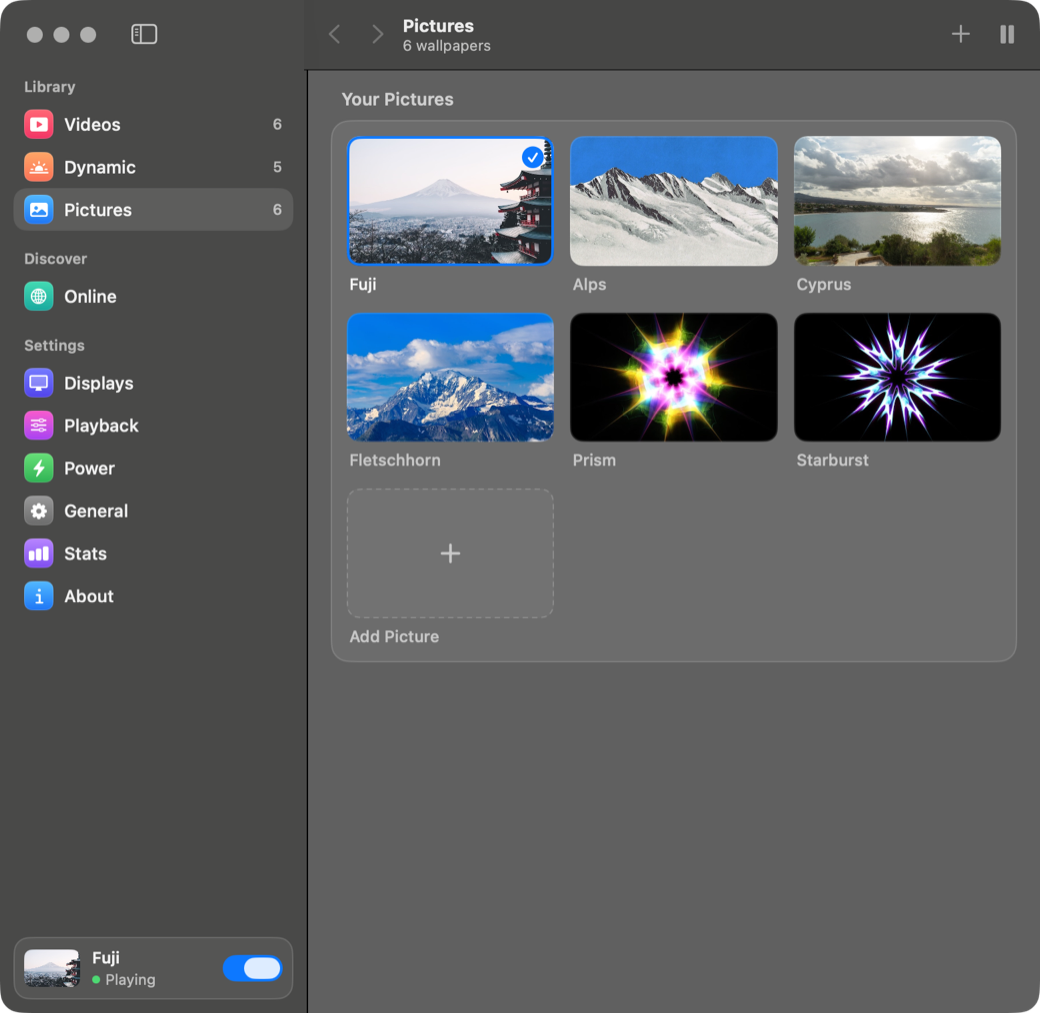 Pictures
6 wallpapers
Library
Videos 6
Dynamic 5
Pictures 6
Discover
Online
Settings
Displays
Playback
Power
General
Stats
About
Your Pictures
Fuji
Alps
Cyprus
Fletschhorn
Prism
Starburst
Add Picture
Fuji
Playing